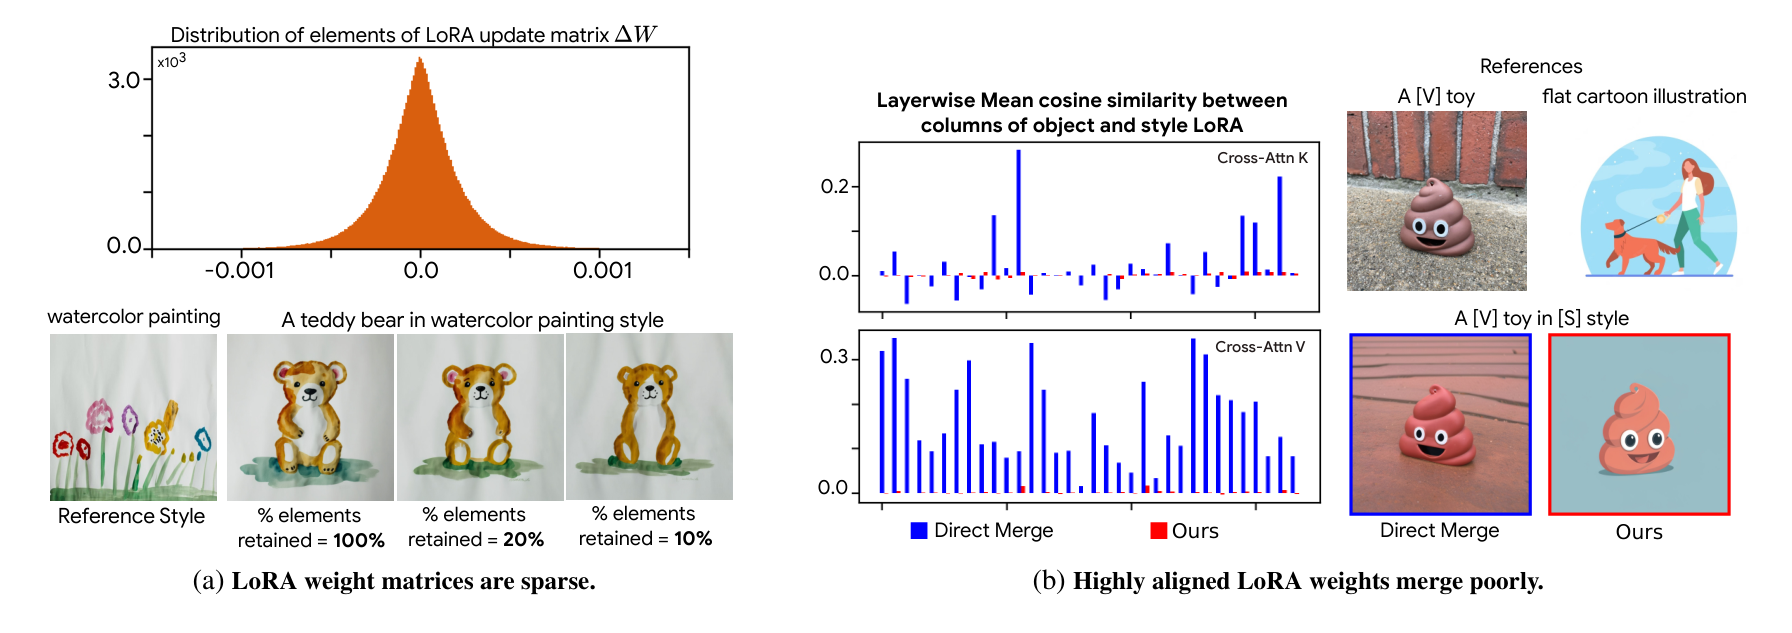 Distribution of elements of LoRA update matrix ΔW
x10³
3.0
0.0
-0.001
0.0
0.001
watercolor painting
A teddy bear in watercolor painting style
Reference Style
% elements
retained = 100%
% elements
retained = 20%
% elements
retained = 10%
(a) LoRA weight matrices are sparse.
Layerwise Mean cosine similarity between
columns of object and style LoRA
Cross-Attn K
0.2
0.0
Cross-Attn V
0.3
0.0
Direct Merge
Ours
References
A [V] toy
flat cartoon illustration
A [V] toy in [S] style
Direct Merge
Ours
(b) Highly aligned LoRA weights merge poorly.